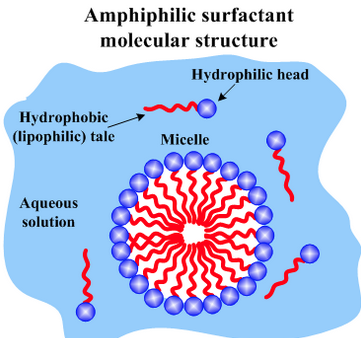 Amphiphilic surfactant
molecular structure
Hydrophilic head
Hydrophobic
(lipophilic) tale
Micelle
Aqueous
solution